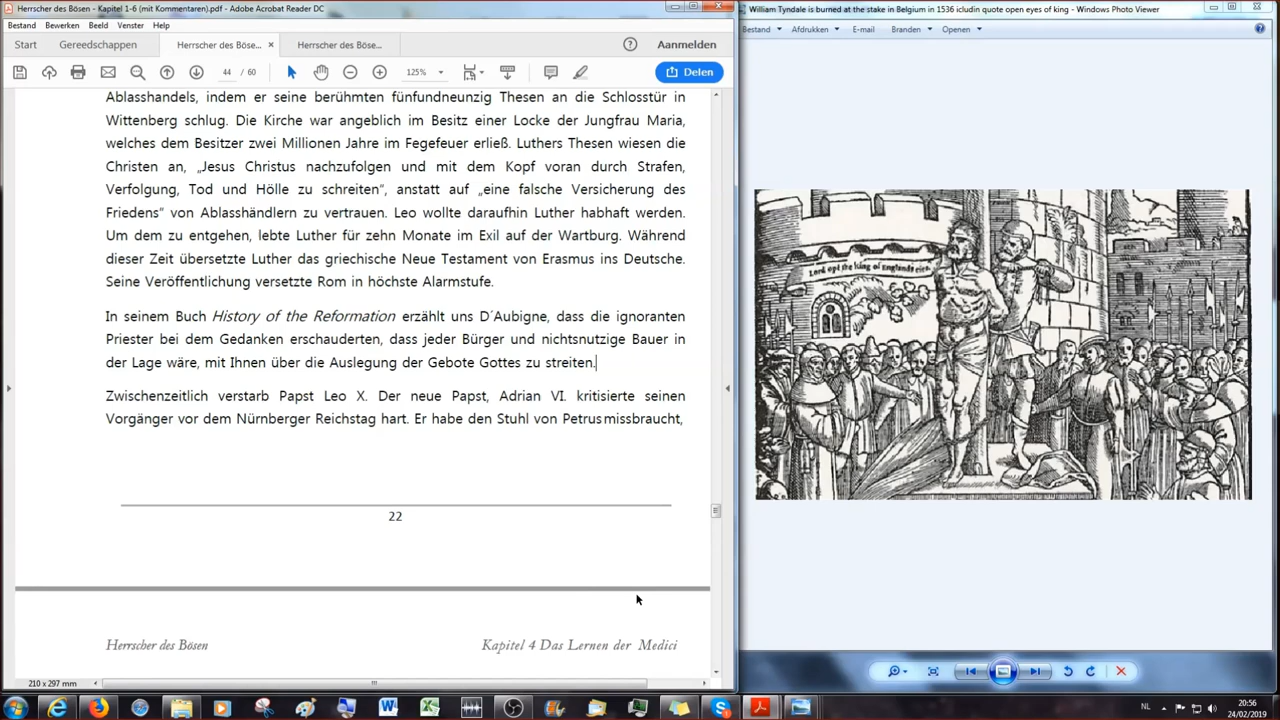 Herrscher des Bösen - Kapitel 1-6 (mit Kommentaren).pdf - Adobe Acrobat Reader DC
Bestand Bewerken Beeld Venster Help
Start Gereedschappen Herrscher des Böse... × Herrscher des Böse... Aanmelden
44 / 60 125% Delen
Ablasshandels, indem er seine berühmten fünfundneunzig Thesen an die Schlosstür in
Wittenberg schlug. Die Kirche war angeblich im Besitz einer Locke der Jungfrau Maria,
welches dem Besitzer zwei Millionen Jahre im Fegefeuer erließ. Luthers Thesen wiesen die
Christen an, „Jesus Christus nachzufolgen und mit dem Kopf voran durch Strafen,
Verfolgung, Tod und Hölle zu schreiten“, anstatt auf „eine falsche Versicherung des
Friedens“ von Ablasshändlern zu vertrauen. Leo wollte daraufhin Luther habhaft werden.
Um dem zu entgehen, lebte Luther für zehn Monate im Exil auf der Wartburg. Während
dieser Zeit übersetzte Luther das griechische Neue Testament von Erasmus ins Deutsche.
Seine Veröffentlichung versetzte Rom in höchste Alarmstufe.
In seinem Buch History of the Reformation erzählt uns D´Aubigne, dass die ignoranten
Priester bei dem Gedanken erschauderten, dass jeder Bürger und nichtsnutzige Bauer in
der Lage wäre, mit Ihnen über die Auslegung der Gebote Gottes zu streiten.
Zwischenzeitlich verstarb Papst Leo X. Der neue Papst, Adrian VI. kritisierte seinen
Vorgänger vor dem Nürnberger Reichstag hart. Er habe den Stuhl von Petrus missbraucht,
22
Herrscher des Bösen Kapitel 4 Das Lernen der Medici
210 x 297 mm
William Tyndale is burned at the stake in Belgium in 1536 icludin quote open eyes of king - Windows Photo Viewer
Bestand Afdrukken E-mail Branden Openen
NL 20:56
24/02/2019